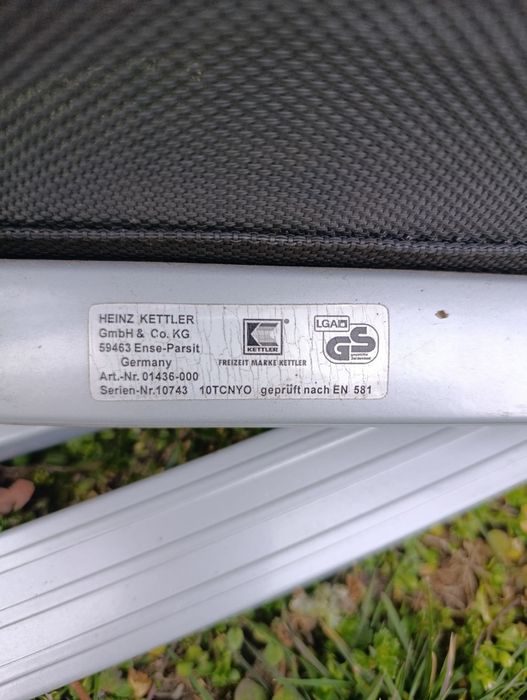 HEINZ KETTLER
GmbH & Co. KG
59463 Ense-Parsit
Germany
Art.-Nr. 01436-000
Serien-Nr.10743 10TCNYO geprüft nach EN 581
KETTLER
FREIZEIT MARKE KETTLER
LGA
GS